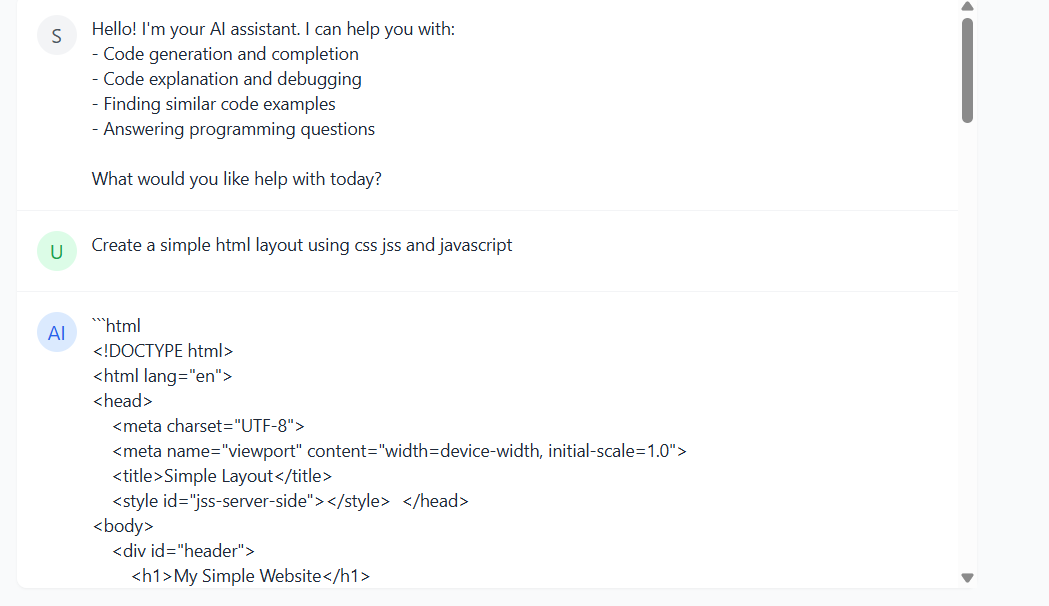 S
Hello! I'm your AI assistant. I can help you with:
- Code generation and completion
- Code explanation and debugging
- Finding similar code examples
- Answering programming questions
What would you like help with today?
U
Create a simple html layout using css jss and javascript
AI
```html
<!DOCTYPE html>
<html lang="en">
<head>
    <meta charset="UTF-8">
    <meta name="viewport" content="width=device-width, initial-scale=1.0">
    <title>Simple Layout</title>
    <style id="jss-server-side"></style>  </head>
<body>
    <div id="header">
        <h1>My Simple Website</h1>